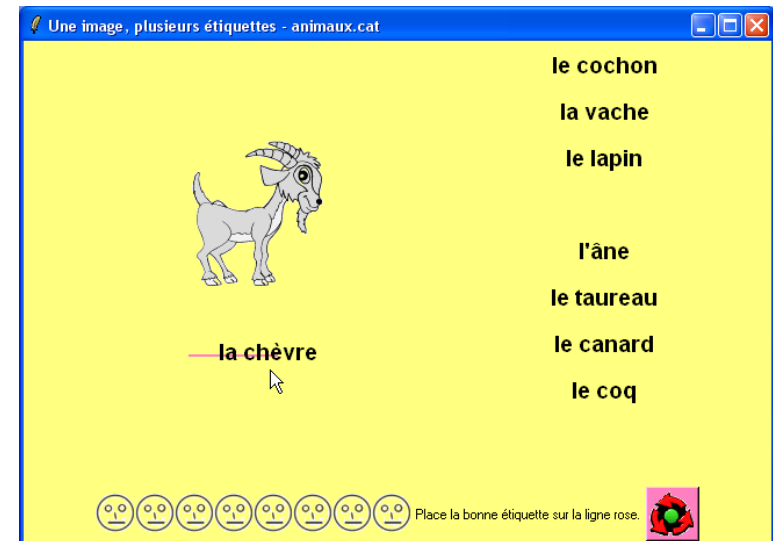 Une image, plusieurs étiquettes - animaux.cat
le cochon
la vache
le lapin
l'âne
le taureau
la chèvre
le canard
le coq
Place la bonne étiquette sur la ligne rose.